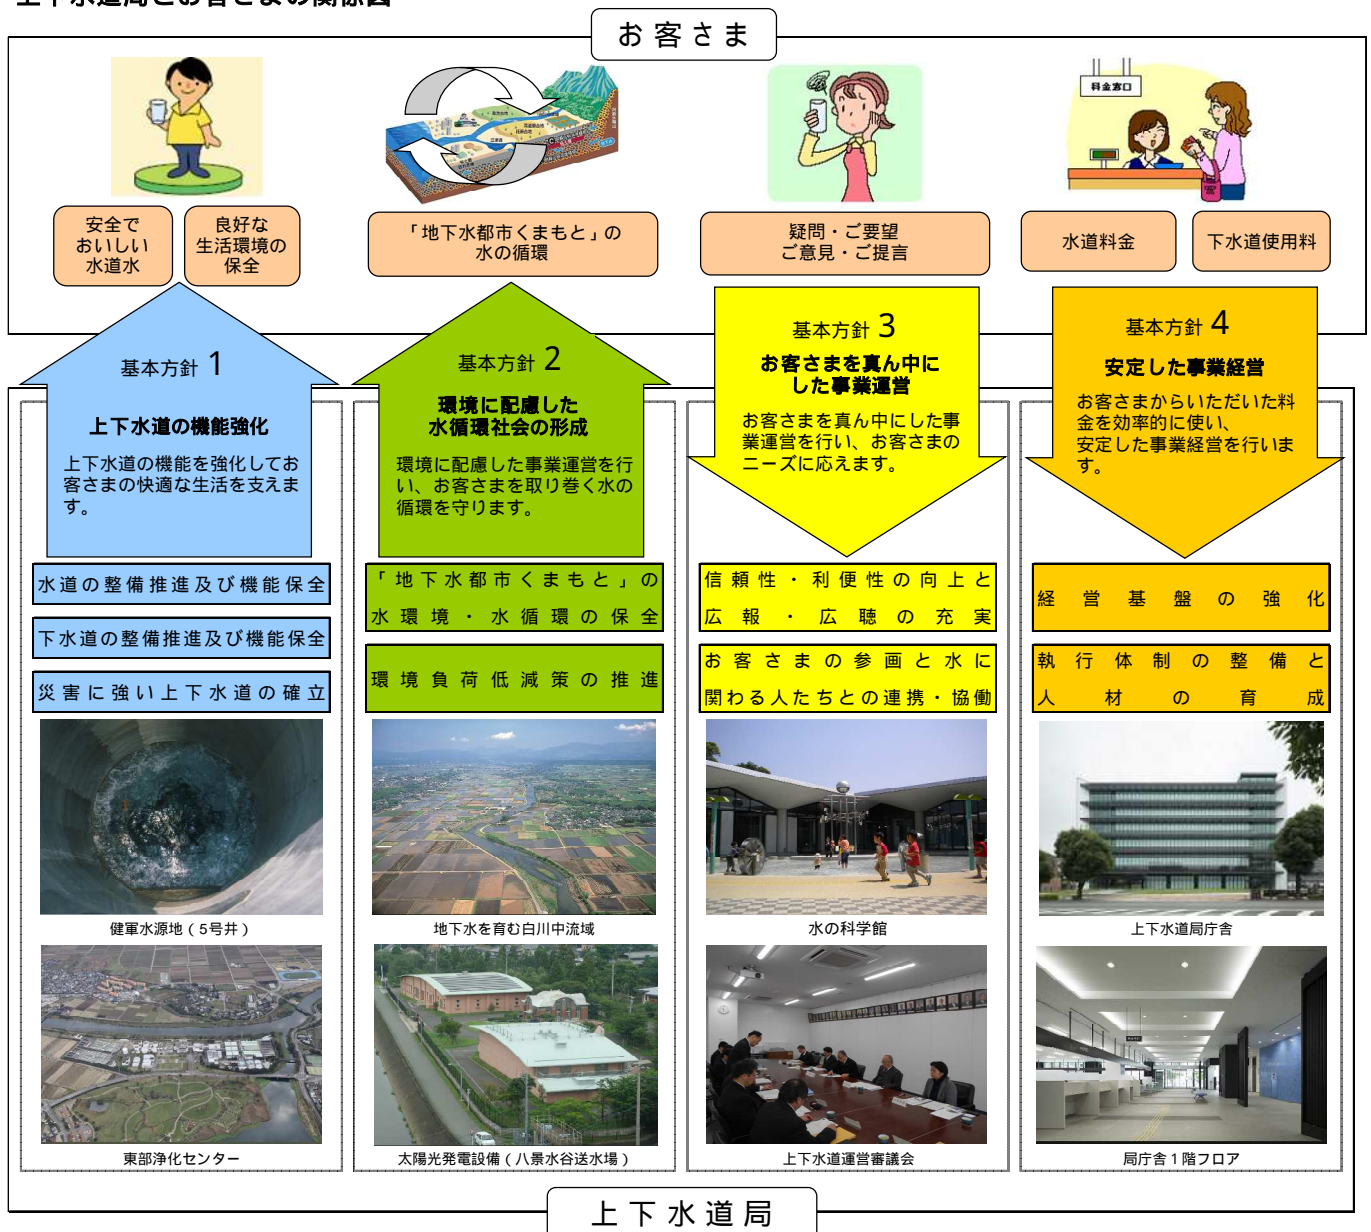 上下水道局とお客さまの関係図
お客さま
料金窓口
安全で
おいしい
水道水
良好な
生活環境の
保全
「地下水都市くまもと」の
水の循環
疑問・ご要望
ご意見・ご提言
水道料金
下水道使用料
基本方針 1
上下水道の機能強化
上下水道の機能を強化してお
客さまの快適な生活を支えま
す。
基本方針 2
環境に配慮した
水循環社会の形成
環境に配慮した事業運営を行
い、お客さまを取り巻く水の
循環を守ります。
基本方針 3
お客さまを真ん中に
した事業運営
お客さまを真ん中にした事
業運営を行い、お客さまの
ニーズに応えます。
基本方針 4
安定した事業経営
お客さまからいただいた料
金を効率的に使い、
安定した事業経営を行いま
す。
水道の整備推進及び機能保全
下水道の整備推進及び機能保全
災害に強い上下水道の確立
「地下水都市くまもと」の
水環境・水循環の保全
環境負荷低減策の推進
信頼性・利便性の向上と
広報・広聴の充実
お客さまの参画と水に
関わる人たちとの連携・協働
経営基盤の強化
執行体制の整備と
人材の育成
健軍水源地（5号井）
地下水を育む白川中流域
水の科学館
上下水道局庁舎
東部浄化センター
太陽光発電設備（八景水谷送水場）
上下水道運営審議会
局庁舎１階フロア
上下水道局